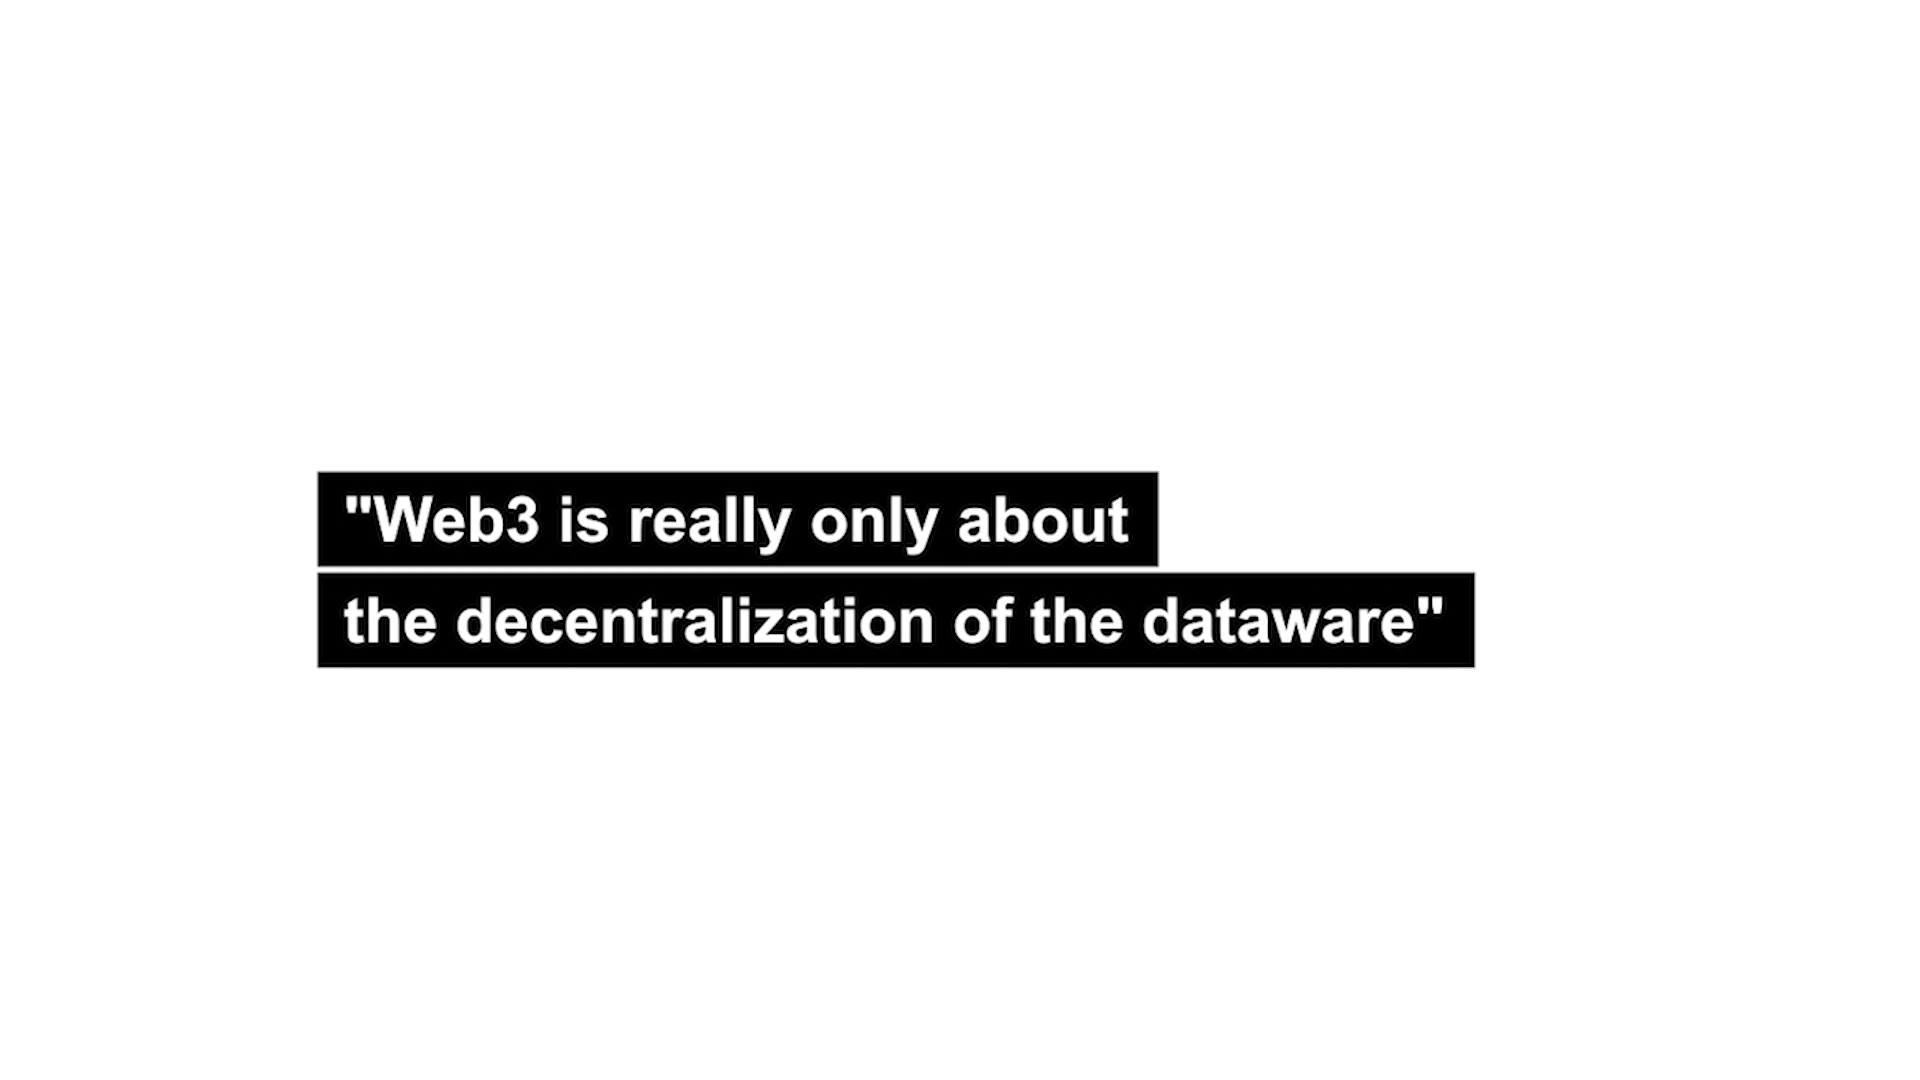 "Web3 is really only about
the decentralization of the dataware"